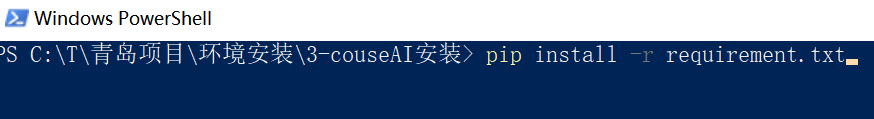 Windows PowerShell
PS C:\T\青岛项目\环境安装\3-couseAI安装> pip install -r requirement.txt